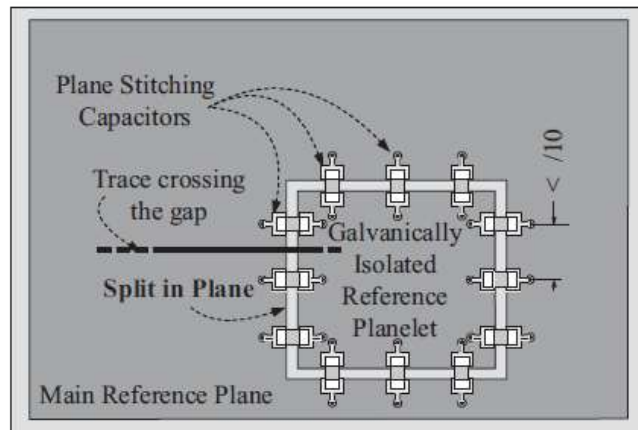 Plane Stitching
Capacitors
Trace crossing
the gap
Split in Plane
Galvanically
Isolated
Reference
Planelet
Main Reference Plane
< /10